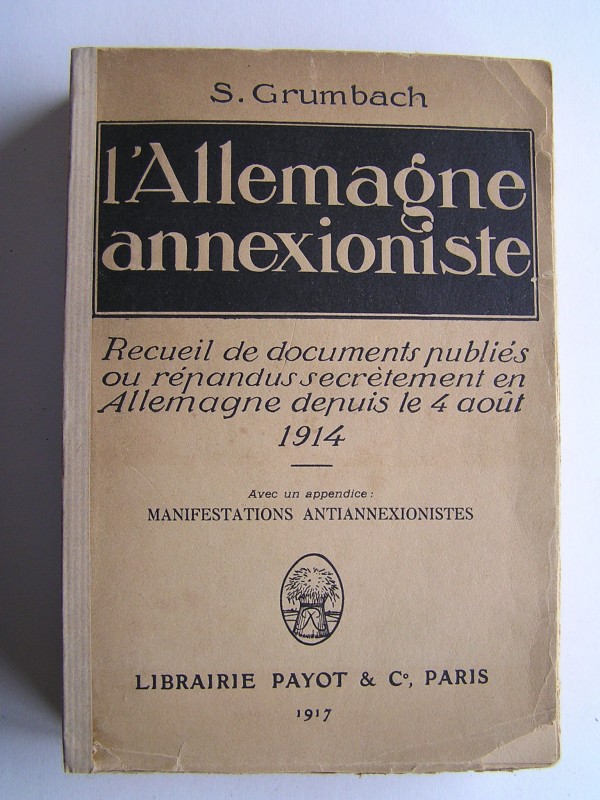 S. Grumbach
l'Allemagne
annexioniste
Recueil de documents publiés
ou répandus secrètement en
Allemagne depuis le 4 août
1914
Avec un appendice :
MANIFESTATIONS ANTIANNEXIONISTES
LIBRAIRIE PAYOT & Cº, PARIS
1917